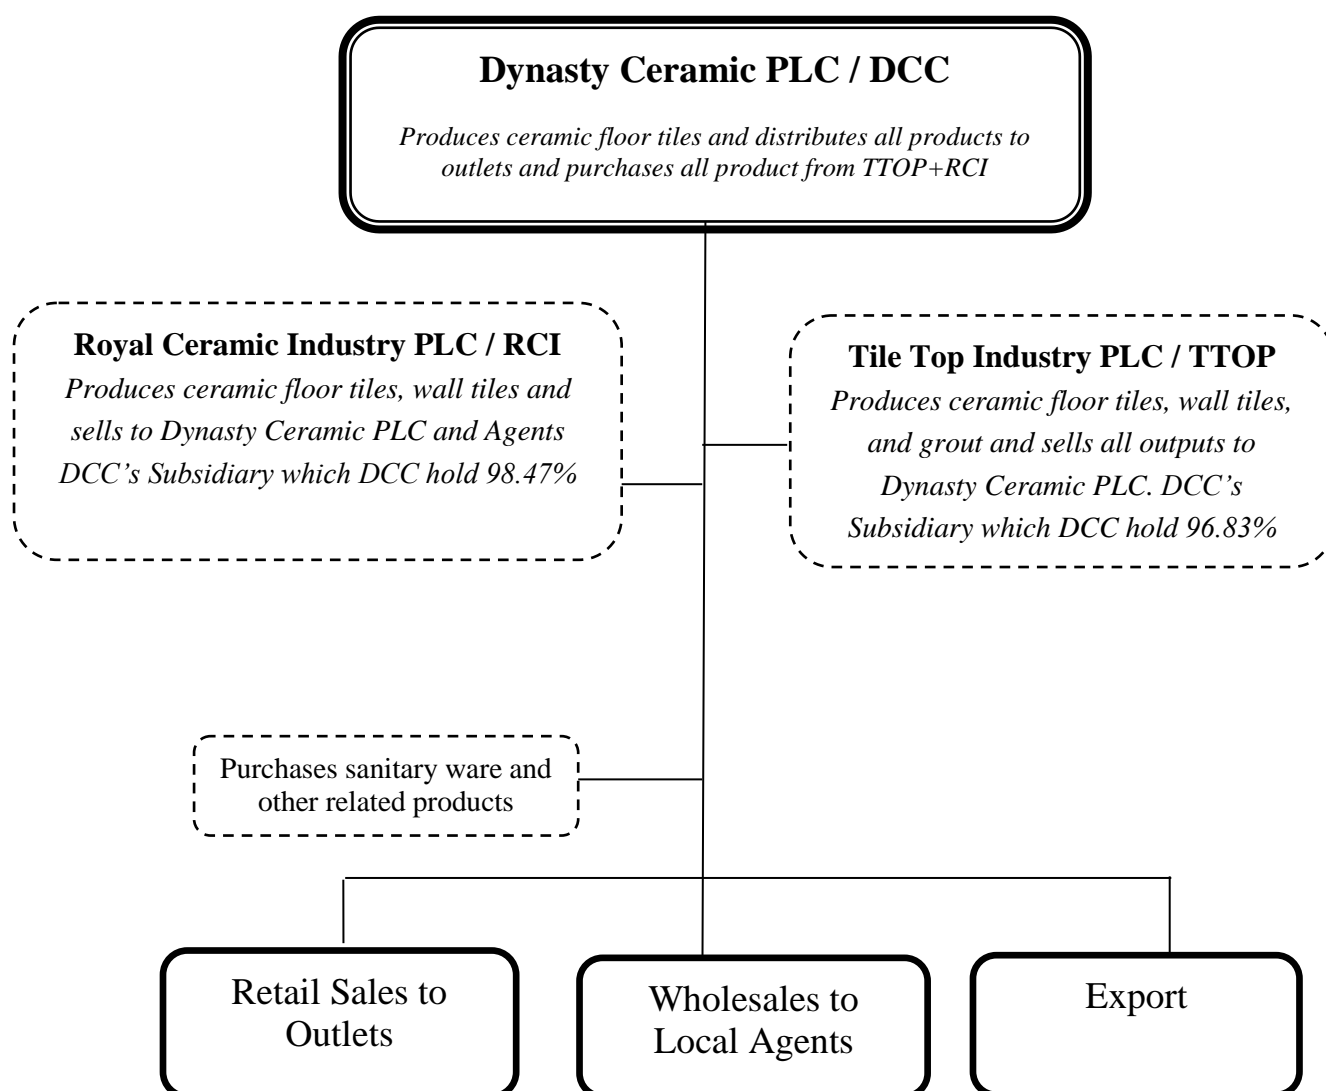 Dynasty Ceramic PLC / DCC
Produces ceramic floor tiles and distributes all products to
outlets and purchases all product from TTOP+RCI
Royal Ceramic Industry PLC / RCI
Produces ceramic floor tiles, wall tiles and
sells to Dynasty Ceramic PLC and Agents
DCC’s Subsidiary which DCC hold 98.47%
Tile Top Industry PLC / TTOP
Produces ceramic floor tiles, wall tiles,
and grout and sells all outputs to
Dynasty Ceramic PLC. DCC’s
Subsidiary which DCC hold 96.83%
Purchases sanitary ware and
other related products
Retail Sales to
Outlets
Wholesales to
Local Agents
Export